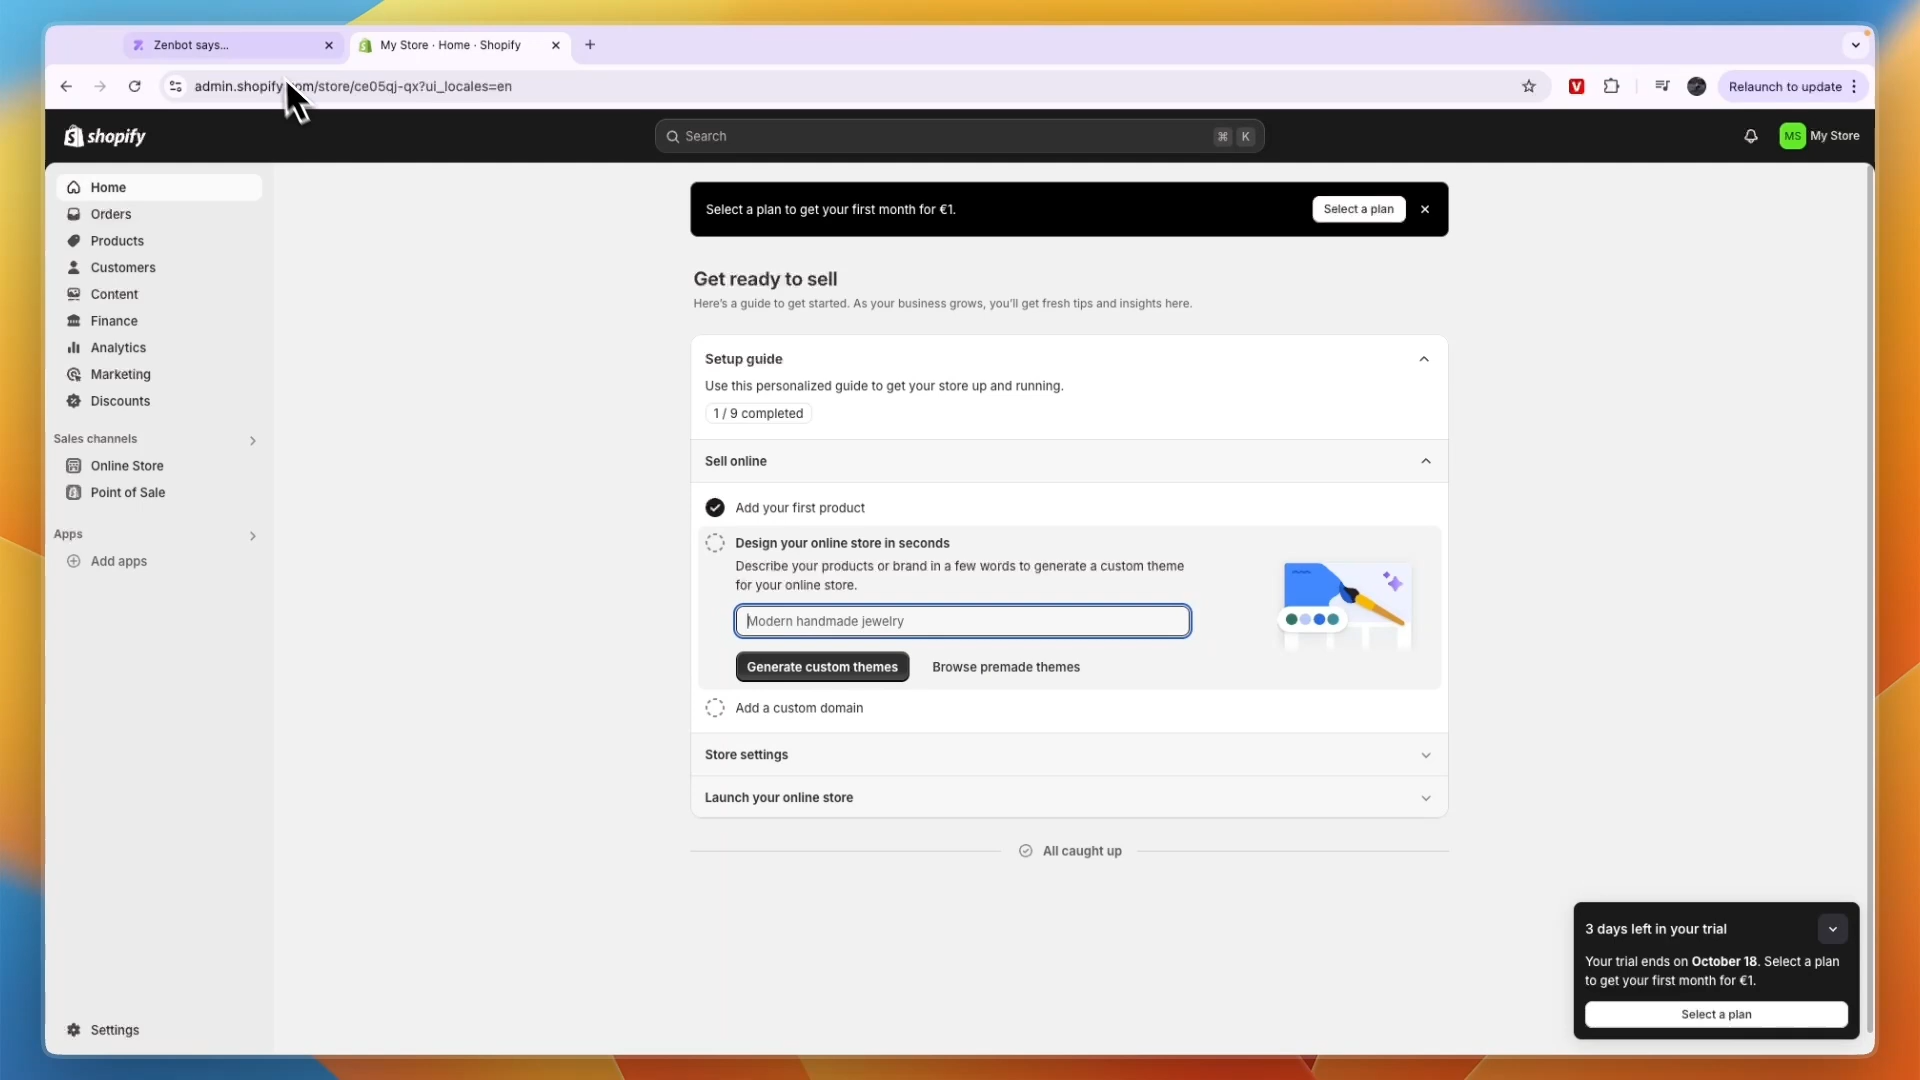 Zenbot says...
My Store · Home · Shopify
admin.shopify.com/store/ce05qj-qx?ui_locales=en
Relaunch to update
shopify
Search
⌘ K
MS My Store
Home
Orders
Products
Customers
Content
Finance
Analytics
Marketing
Discounts
Sales channels
Online Store
Point of Sale
Apps
Add apps
Settings
Select a plan to get your first month for €1.
Select a plan
Get ready to sell
Here's a guide to get started. As your business grows, you'll get fresh tips and insights here.
Setup guide
Use this personalized guide to get your store up and running.
1 / 9 completed
Sell online
Add your first product
Design your online store in seconds
Describe your products or brand in a few words to generate a custom theme
for your online store.
Modern handmade jewelry
Generate custom themes
Browse premade themes
Add a custom domain
Store settings
Launch your online store
All caught up
3 days left in your trial
Your trial ends on October 18. Select a plan
to get your first month for €1.
Select a plan